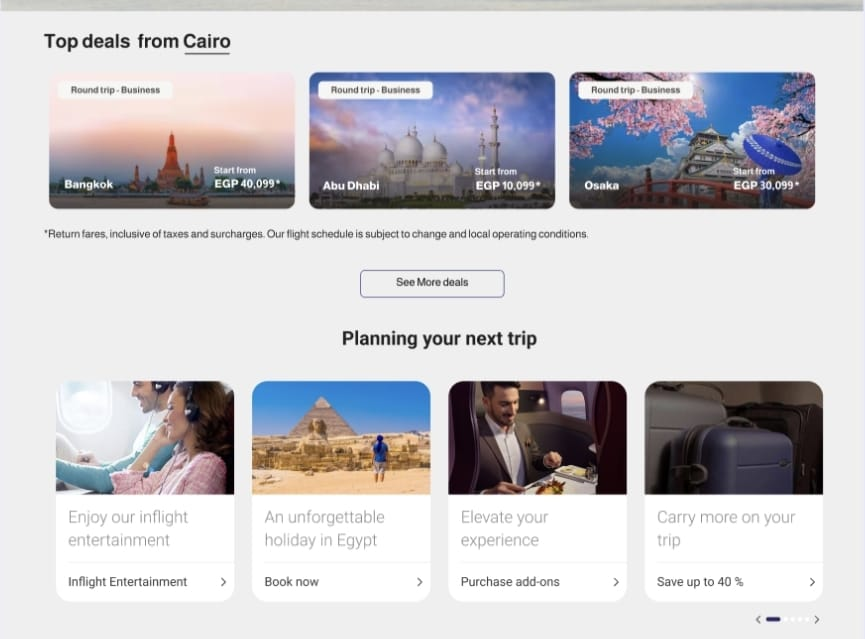 Top deals from Cairo
Round trip - Business
Bangkok
Start from
EGP 40,099*
Round trip - Business
Abu Dhabi
Start from
EGP 10,099*
Round trip - Business
Osaka
Start from
EGP 30,099*
*Return fares, inclusive of taxes and surcharges. Our flight schedule is subject to change and local operating conditions.
See More deals
Planning your next trip
Enjoy our inflight
entertainment
Inflight Entertainment
An unforgettable
holiday in Egypt
Book now
Elevate your
experience
Purchase add-ons
Carry more on your
trip
Save up to 40 %